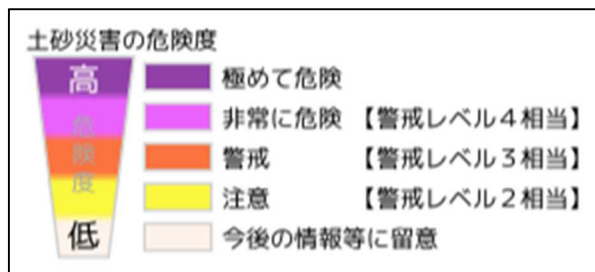 土砂災害の危険度
高
危
険
度
低
極めて危険
非常に危険 【警戒レベル4相当】
警戒 【警戒レベル3相当】
注意 【警戒レベル2相当】
今後の情報等に留意